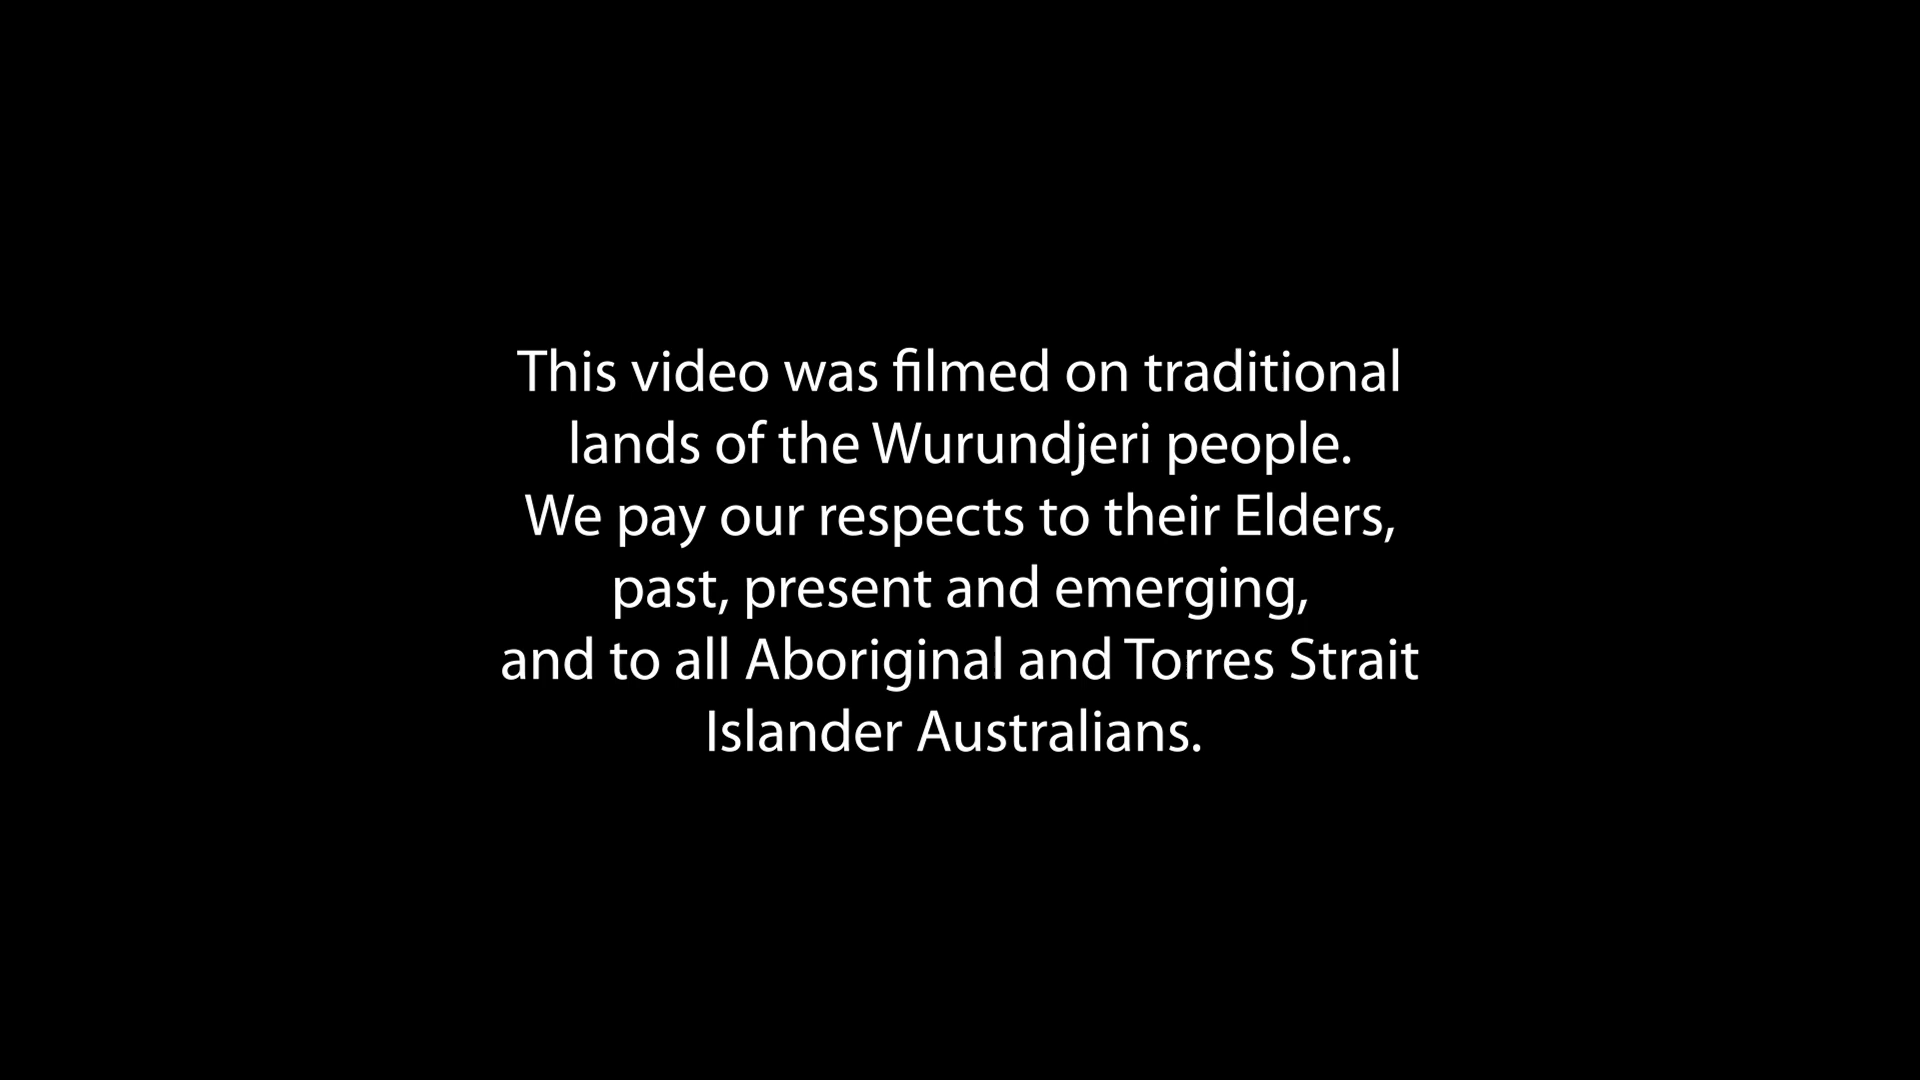 This video was filmed on traditional
lands of the Wurundjeri people.
We pay our respects to their Elders,
past, present and emerging,
and to all Aboriginal and Torres Strait
Islander Australians.